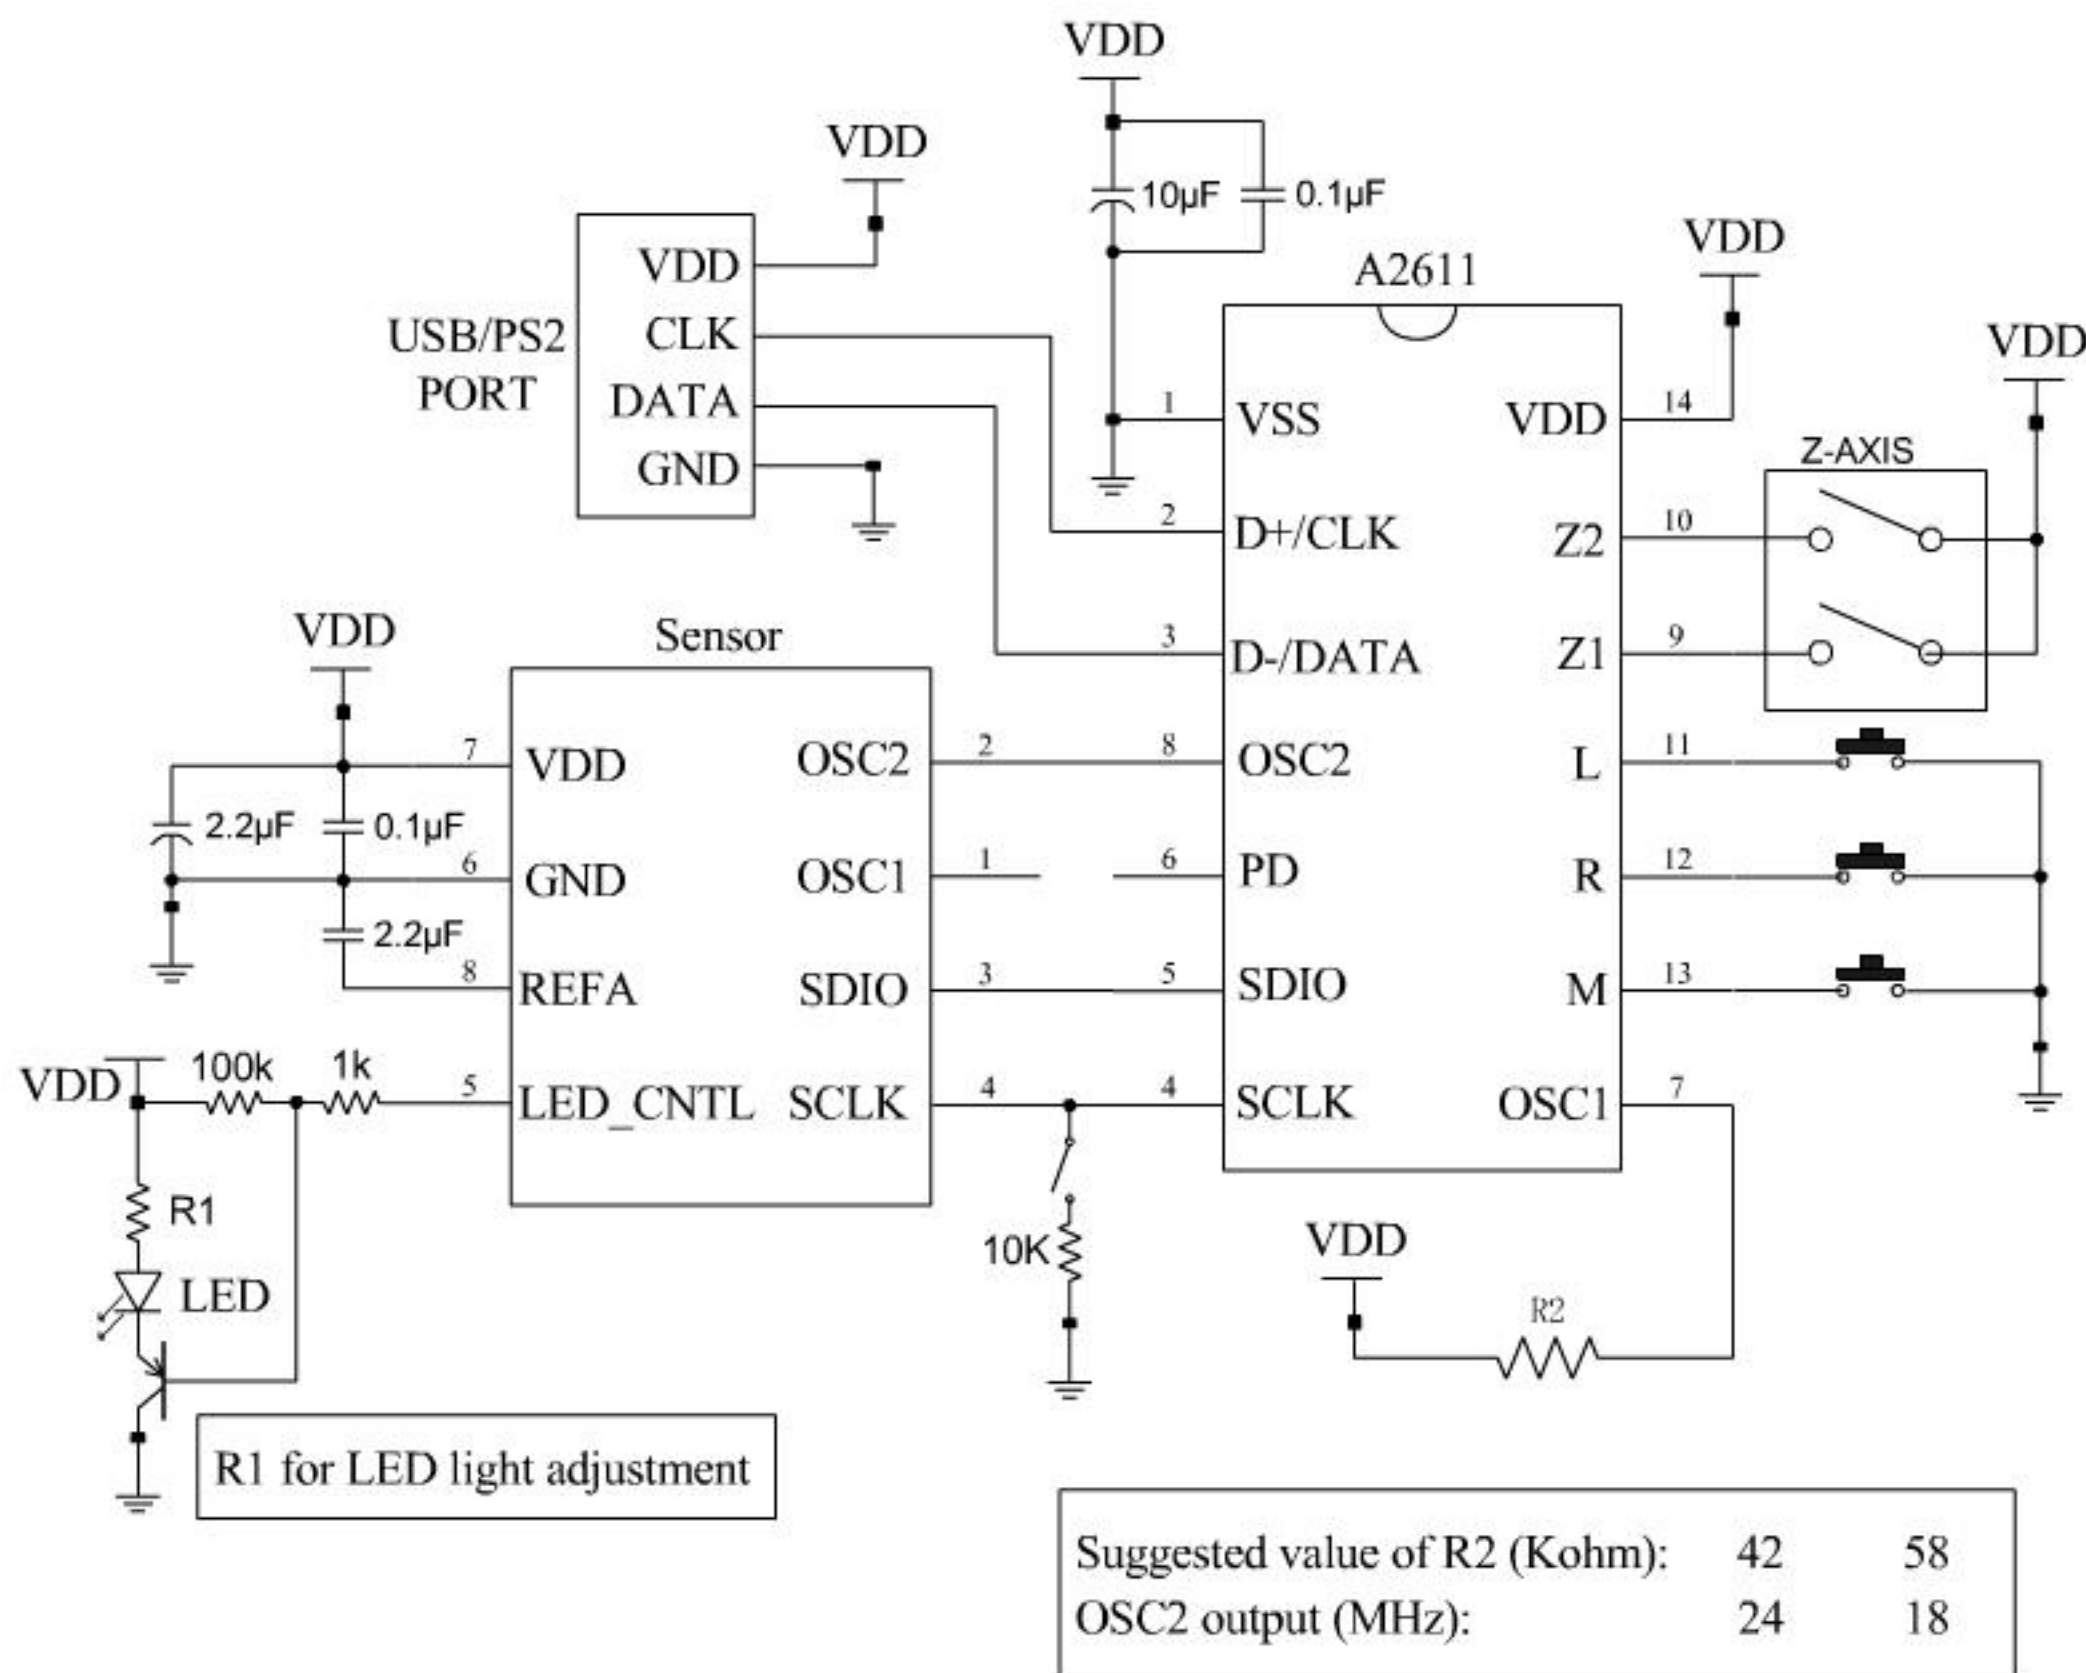 VDD
VDD
10µF
0.1µF
VDD
A2611
VDD
USB/PS2
PORT
VDD
CLK
DATA
GND
1
VSS
VDD
14
Z-AXIS
2
D+/CLK
Z2
10
3
D-/DATA
Z1
9
VDD
Sensor
7
VDD
OSC2
2
8
OSC2
L
11
2.2µF
0.1µF
6
GND
OSC1
1
6
PD
R
12
2.2µF
8
REFA
SDIO
3
5
SDIO
M
13
VDD
100k
1k
5
LED_CNTL
SCLK
4
4
SCLK
OSC1
7
R1
10K
VDD
LED
R2
R1 for LED light adjustment
Suggested value of R2 (Kohm): 42 58
OSC2 output (MHz): 24 18
VDD